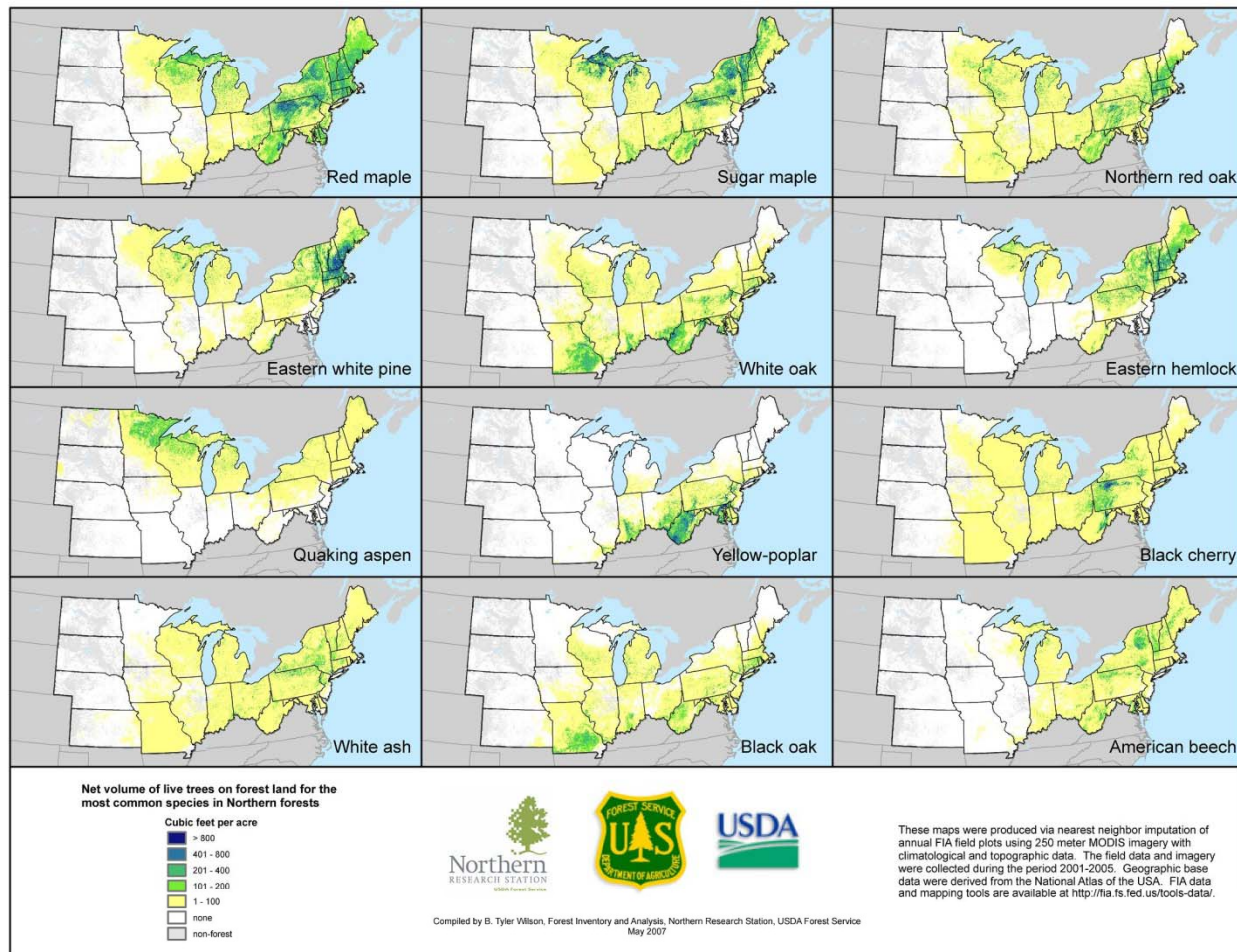 Red maple
Sugar maple
Northern red oak
Eastern white pine
White oak
Eastern hemlock
Quaking aspen
Yellow-poplar
Black cherry
White ash
Black oak
American beech
Net volume of live trees on forest land for the
most common species in Northern forests
Cubic feet per acre
> 800
401 - 800
201 - 400
101 - 200
1 - 100
none
non-forest
Northern
RESEARCH STATION
USDA Forest Service
FOREST SERVICE
U S
DEPARTMENT OF AGRICULTURE
USDA
Compiled by B. Tyler Wilson, Forest Inventory and Analysis, Northern Research Station, USDA Forest Service
May 2007
These maps were produced via nearest neighbor imputation of
annual FIA field plots using 250 meter MODIS imagery with
climatological and topographic data. The field data and imagery
were collected during the period 2001-2005. Geographic base
data were derived from the National Atlas of the USA. FIA data
and mapping tools are available at http://fia.fs.fed.us/tools-data/.